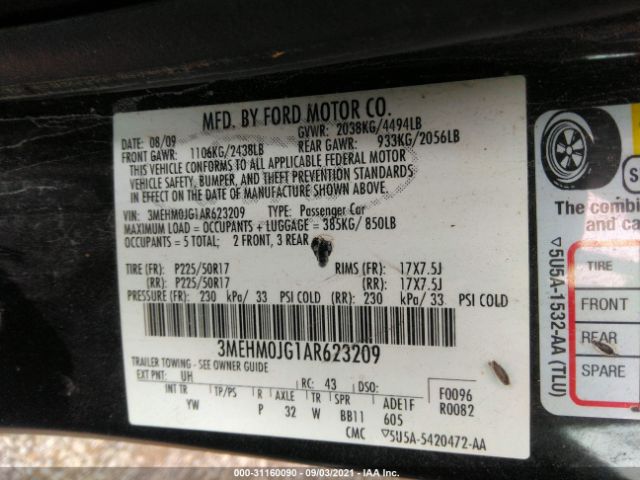 MFD. BY FORD MOTOR CO.
DATE: 08/09 GVWR: 2038KG/4494LB
FRONT GAWR: 1106KG/2438LB REAR GAWR: 933KG/2056LB
THIS VEHICLE CONFORMS TO ALL APPLICABLE FEDERAL MOTOR
VEHICLE SAFETY, BUMPER, AND THEFT PREVENTION STANDARDS
IN EFFECT ON THE DATE OF MANUFACTURE SHOWN ABOVE
VIN: 3MEHM0JG1AR623209 TYPE: Passenger Car
MAXIMUM LOAD = OCCUPANTS + LUGGAGE = 385KG/ 850LB
OCCUPANTS = 5 TOTAL; 2 FRONT, 3 REAR
TIRE (FR): P225/50R17 RIMS (FR): 17X7.5J
(RR): P225/50R17 (RR): 17X7.5J
PRESSURE (FR): 230 kPa/ 33 PSI COLD (RR): 230 kPa/ 33 PSI COLD
3MEHM0JG1AR623209
TRAILER TOWING - SEE OWNER GUIDE
EXT PNT: UH RC: 43 DSO: F0096
INT TR TP/PS R AXLE TR SPR ADE1F R0082
YW P 32 W BB11 605
CMC ▽5U5A-5420472-AA
▽5U5A-1532-AA (TLU)
S
The combin
and ca
TIRE
FRONT
REAR
SPARE
000-31160090 - 09/03/2021 - IAA Inc.